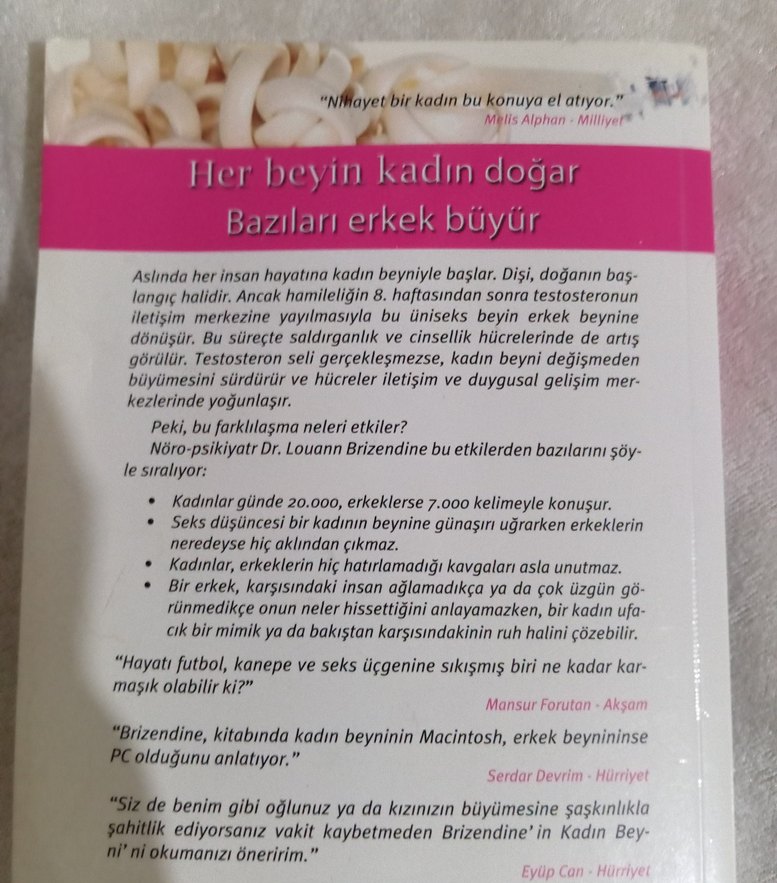 “Nihayet bir kadın bu konuya el atıyor.”
Melis Alphan - Milliyet
Her beyin kadın doğar
Bazıları erkek büyür
Aslında her insan hayatına kadın beyniyle başlar. Dişi, doğanın baş-
langıç halidir. Ancak hamileliğin 8. haftasından sonra testosteronun
iletişim merkezine yayılmasıyla bu üniseks beyin erkek beynine
dönüşür. Bu süreçte saldırganlık ve cinsellik hücrelerinde de artış
görülür. Testosteron seli gerçekleşmezse, kadın beyni değişmeden
büyümesini sürdürür ve hücreler iletişim ve duygusal gelişim mer-
kezlerinde yoğunlaşır.
Peki, bu farklılaşma neleri etkiler?
Nöro-psikiyatr Dr. Louann Brizendine bu etkilerden bazılarını şöy-
le sıralıyor:
• Kadınlar günde 20.000, erkeklerse 7.000 kelimeyle konuşur.
• Seks düşüncesi bir kadının beynine günaşırı uğrarken erkeklerin
neredeyse hiç aklından çıkmaz.
• Kadınlar, erkeklerin hiç hatırlamadığı kavgaları asla unutmaz.
• Bir erkek, karşısındaki insan ağlamadıkça ya da çok üzgün gö-
rünmedikçe onun neler hissettiğini anlayamazken, bir kadın ufa-
cık bir mimik ya da bakıştan karşısındakinin ruh halini çözebilir.
“Hayatı futbol, kanepe ve seks üçgenine sıkışmış biri ne kadar kar-
maşık olabilir ki?”
Mansur Forutan - Akşam
“Brizendine, kitabında kadın beyninin Macintosh, erkek beynininse
PC olduğunu anlatıyor.”
Serdar Devrim - Hürriyet
“Siz de benim gibi oğlunuz ya da kızınızın büyümesine şaşkınlıkla
şahitlik ediyorsanız vakit kaybetmeden Brizendine’in Kadın Bey-
ni’ni okumanızı öneririm.”
Eyüp Can - Hürriyet